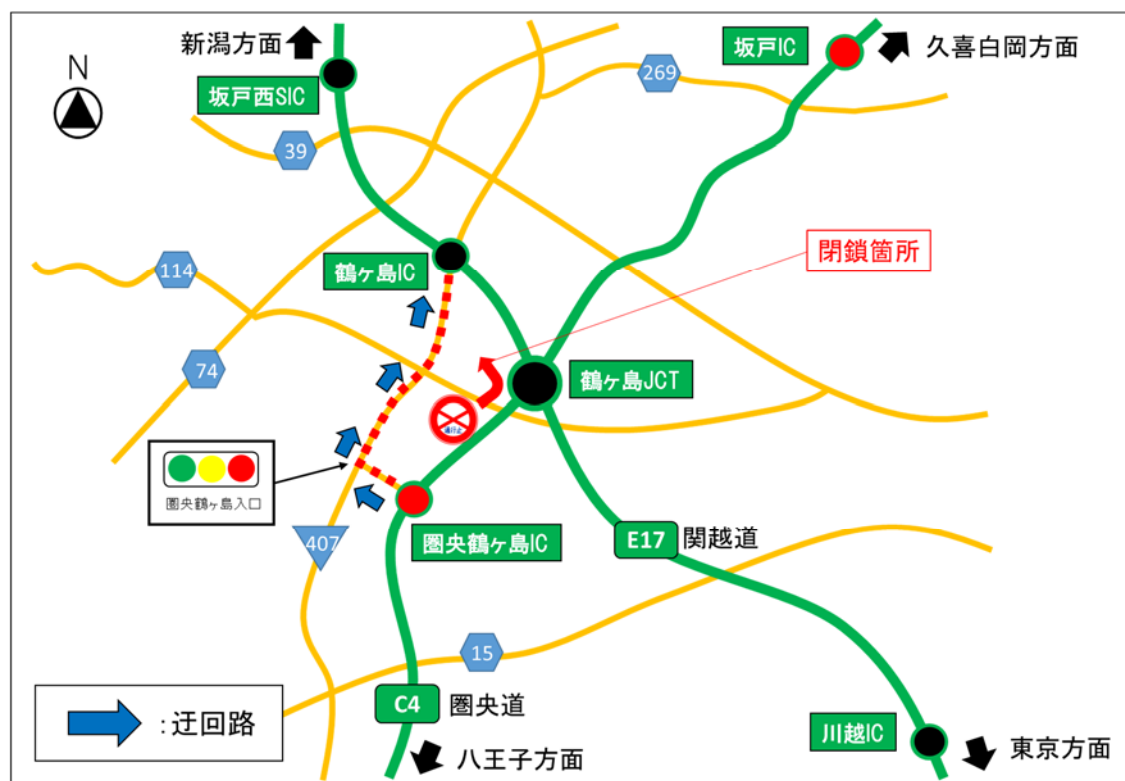 新潟方面
坂戸IC
久喜白岡方面
N
269
坂戸西SIC
39
鶴ヶ島IC
閉鎖箇所
114
74
鶴ヶ島JCT
通行止
圏央鶴ヶ島入口
407
圏央鶴ヶ島IC
E17
関越道
15
C4
圏央道
:迂回路
川越IC
東京方面
八王子方面